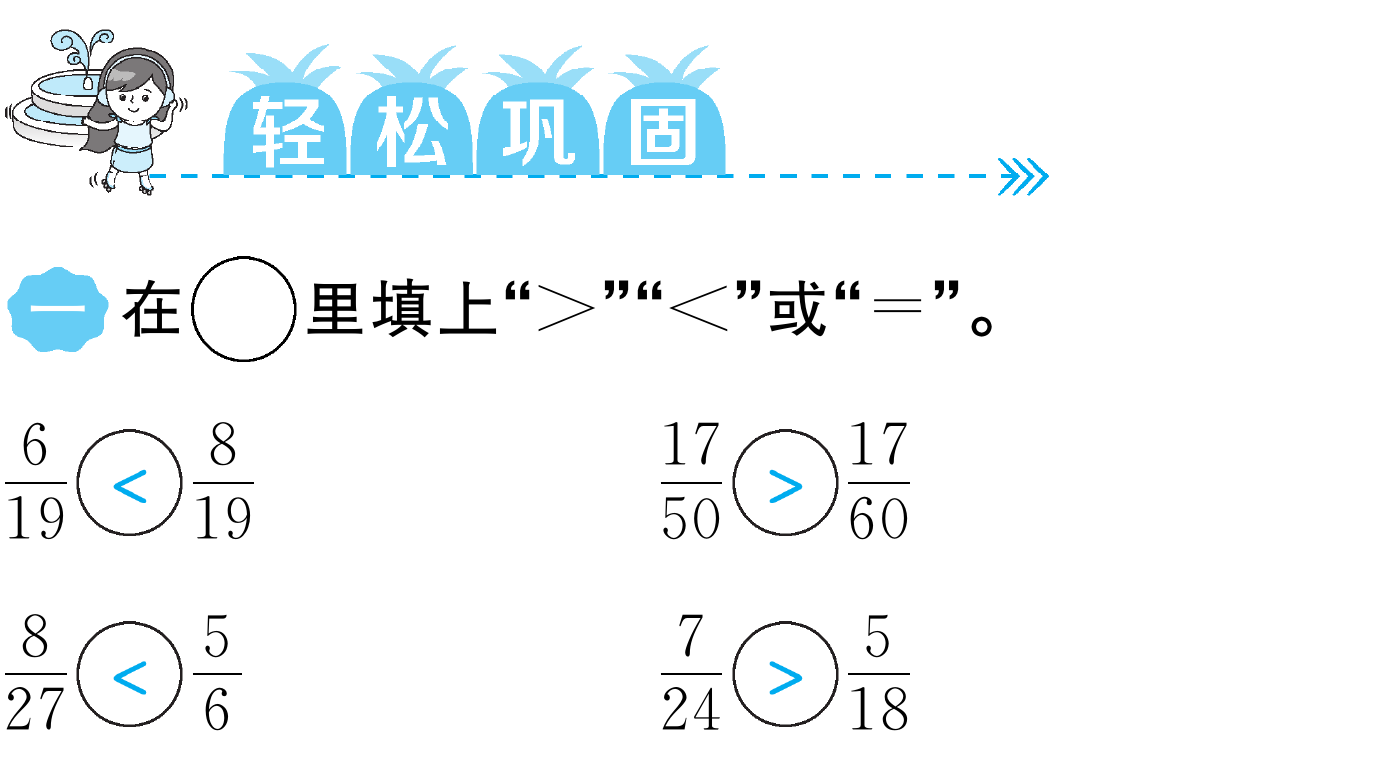 轻松巩固
一 在○里填上“>”“<”或“=”。
6/19 < 8/19 17/50 > 17/60
8/27 < 5/6 7/24 > 5/18